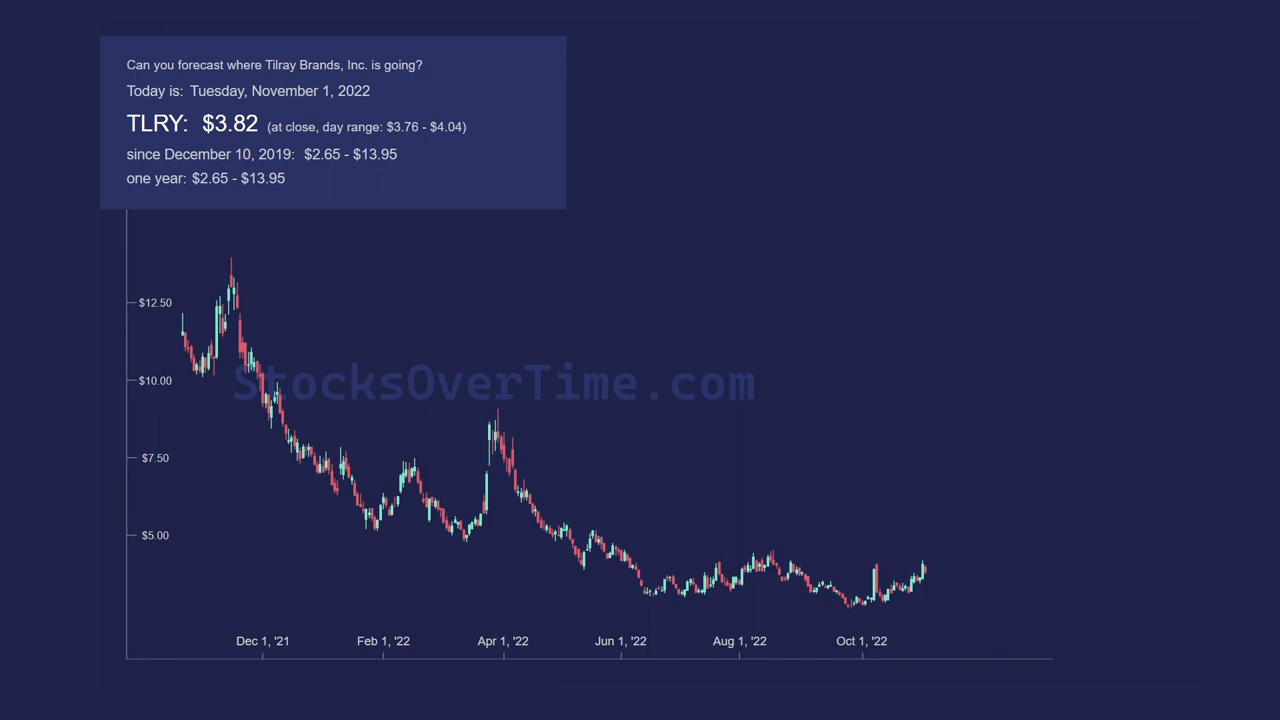 Can you forecast where Tilray Brands, Inc. is going?
Today is: Tuesday, November 1, 2022
TLRY: $3.82 (at close, day range: $3.76 - $4.04)
since December 10, 2019: $2.65 - $13.95
one year: $2.65 - $13.95
$12.50
StocksOverTime.com
$10.00
$7.50
$5.00
Dec 1, '21 Feb 1, '22 Apr 1, '22 Jun 1, '22 Aug 1, '22 Oct 1, '22